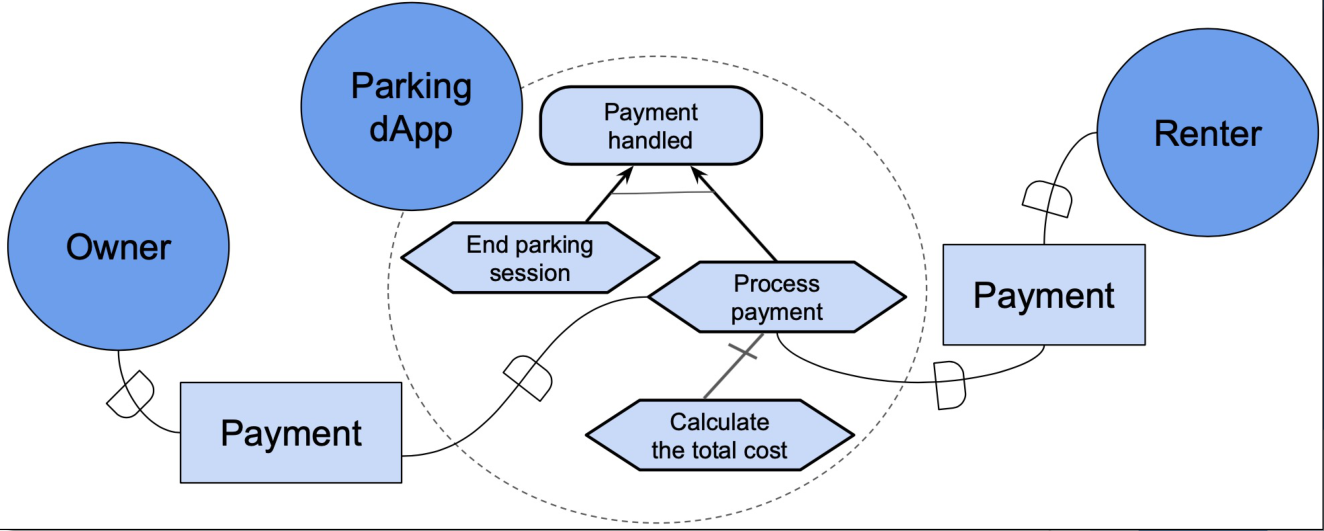 Parking
dApp
Payment
handled
Renter
Owner
End parking
session
Process
payment
Payment
Payment
Calculate
the total cost